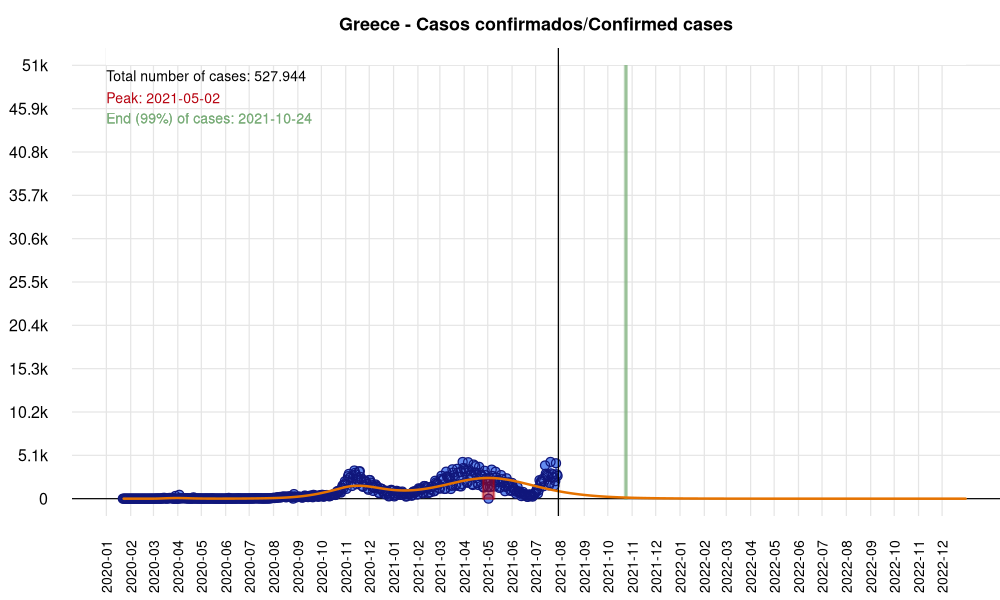 Greece - Casos confirmados/Confirmed cases
Total number of cases: 527.944
Peak: 2021-05-02
End (99%) of cases: 2021-10-24
51k
45.9k
40.8k
35.7k
30.6k
25.5k
20.4k
15.3k
10.2k
5.1k
0
2020-01
2020-02
2020-03
2020-04
2020-05
2020-06
2020-07
2020-08
2020-09
2020-10
2020-11
2020-12
2021-01
2021-02
2021-03
2021-04
2021-05
2021-06
2021-07
2021-08
2021-09
2021-10
2021-11
2021-12
2022-01
2022-02
2022-03
2022-04
2022-05
2022-06
2022-07
2022-08
2022-09
2022-10
2022-11
2022-12